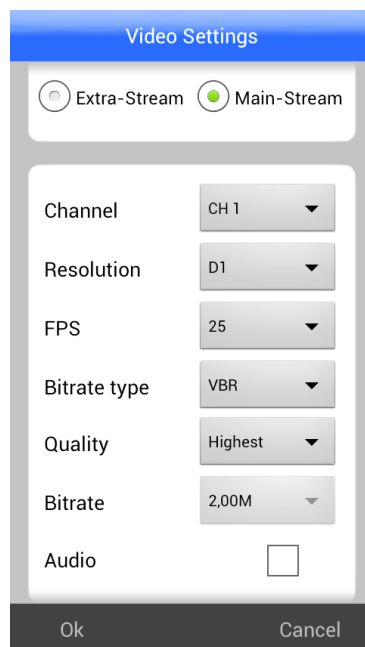 Video Settings
Extra-Stream Main-Stream
Channel CH 1
Resolution D1
FPS 25
Bitrate type VBR
Quality Highest
Bitrate 2,00M
Audio
Ok Cancel